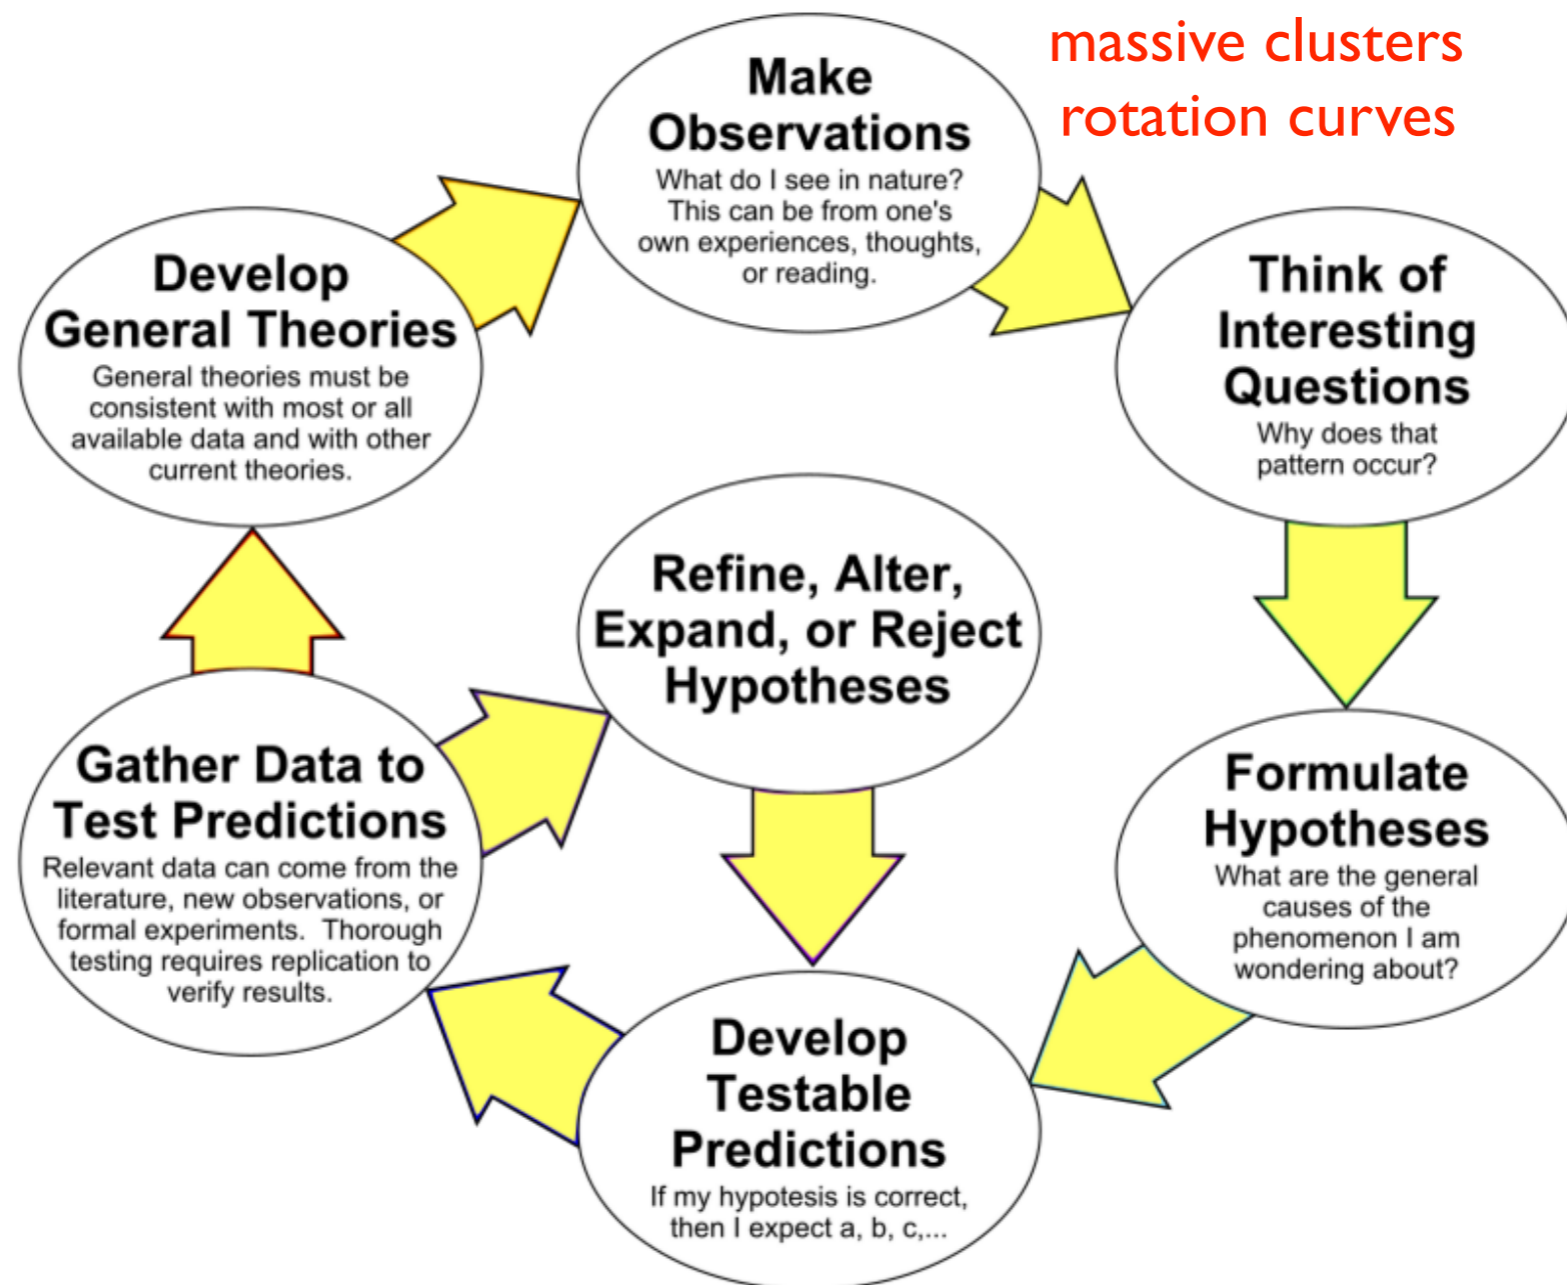 massive clusters
rotation curves
Make
Observations
What do I see in nature?
This can be from one's
own experiences, thoughts,
or reading.
Think of
Interesting
Questions
Why does that
pattern occur?
Formulate
Hypotheses
What are the general
causes of the
phenomenon I am
wondering about?
Develop
Testable
Predictions
If my hypotesis is correct,
then I expect a, b, c,...
Gather Data to
Test Predictions
Relevant data can come from the
literature, new observations, or
formal experiments.  Thorough
testing requires replication to
verify results.
Refine, Alter,
Expand, or Reject
Hypotheses
Develop
General Theories
General theories must be
consistent with most or all
available data and with other
current theories.